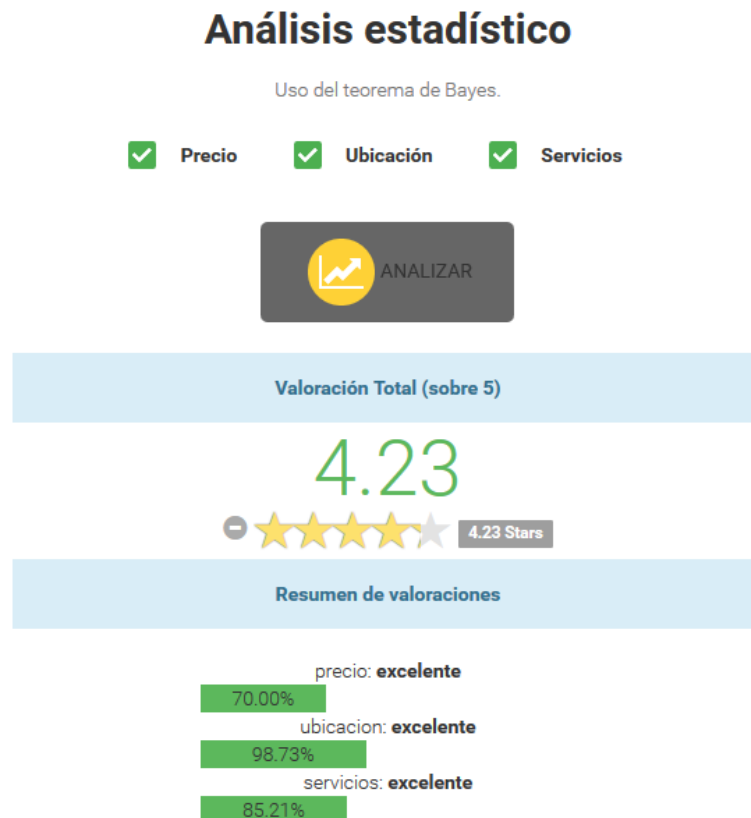 Análisis estadístico
Uso del teorema de Bayes.
Precio Ubicación Servicios
ANALIZAR
Valoración Total (sobre 5)
4.23
4.23 Stars
Resumen de valoraciones
precio: excelente
70.00%
ubicacion: excelente
98.73%
servicios: excelente
85.21%